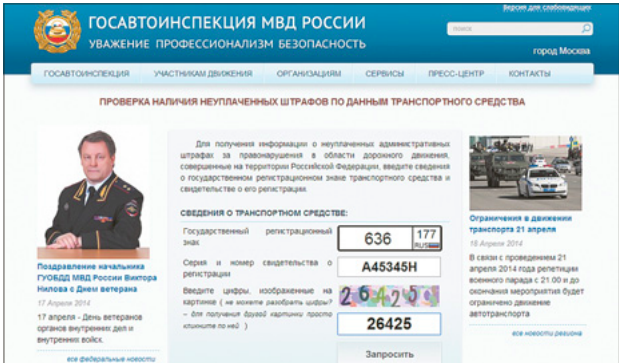 Версия для слабовидящих
ГОСАВТОИНСПЕКЦИЯ МВД РОССИИ
УВАЖЕНИЕ ПРОФЕССИОНАЛИЗМ БЕЗОПАСНОСТЬ
поиск
город Москва
ГОСАВТОИНСПЕКЦИЯ УЧАСТНИКАМ ДВИЖЕНИЯ ОРГАНИЗАЦИЯМ СЕРВИСЫ ПРЕСС-ЦЕНТР КОНТАКТЫ
ПРОВЕРКА НАЛИЧИЯ НЕУПЛАЧЕННЫХ ШТРАФОВ ПО ДАННЫМ ТРАНСПОРТНОГО СРЕДСТВА
Поздравление начальника
ГУОБДД МВД России Виктора
Нилова с Днем ветерана
17 Апреля 2014
17 апреля - День ветеранов
органов внутренних дел и
внутренних войск.
все федеральные новости
Для получения информации о неуплаченных административных
штрафах за правонарушения в области дорожного движения,
совершенные на территории Российской Федерации, введите сведения
о государственном регистрационном знаке транспортного средства и
свидетельстве о его регистрации.
СВЕДЕНИЯ О ТРАНСПОРТНОМ СРЕДСТВЕ:
Государственный регистрационный
знак
636 177
RUS
Серия и номер свидетельства о
регистрации
A45345H
Введите цифры, изображенные на
картинке ( не можете разобрать цифры?
– для получения другой картинки просто
кликните по ней )
26425
Запросить
Ограничения в движении
транспорта 21 апреля
18 Апреля 2014
В связи с проведением 21
апреля 2014 года репетиции
военного парада с 21.00 и до
окончания мероприятия будет
ограничено движение
автотранспорта
все новости региона